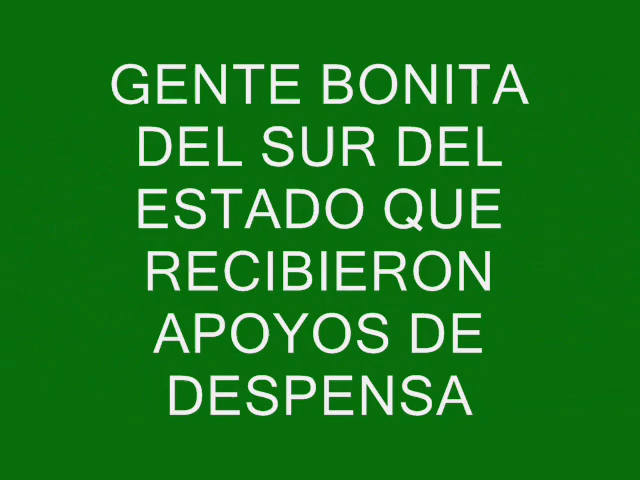 GENTE BONITA
DEL SUR DEL
ESTADO QUE
RECIBIERON
APOYOS DE
DESPENSA